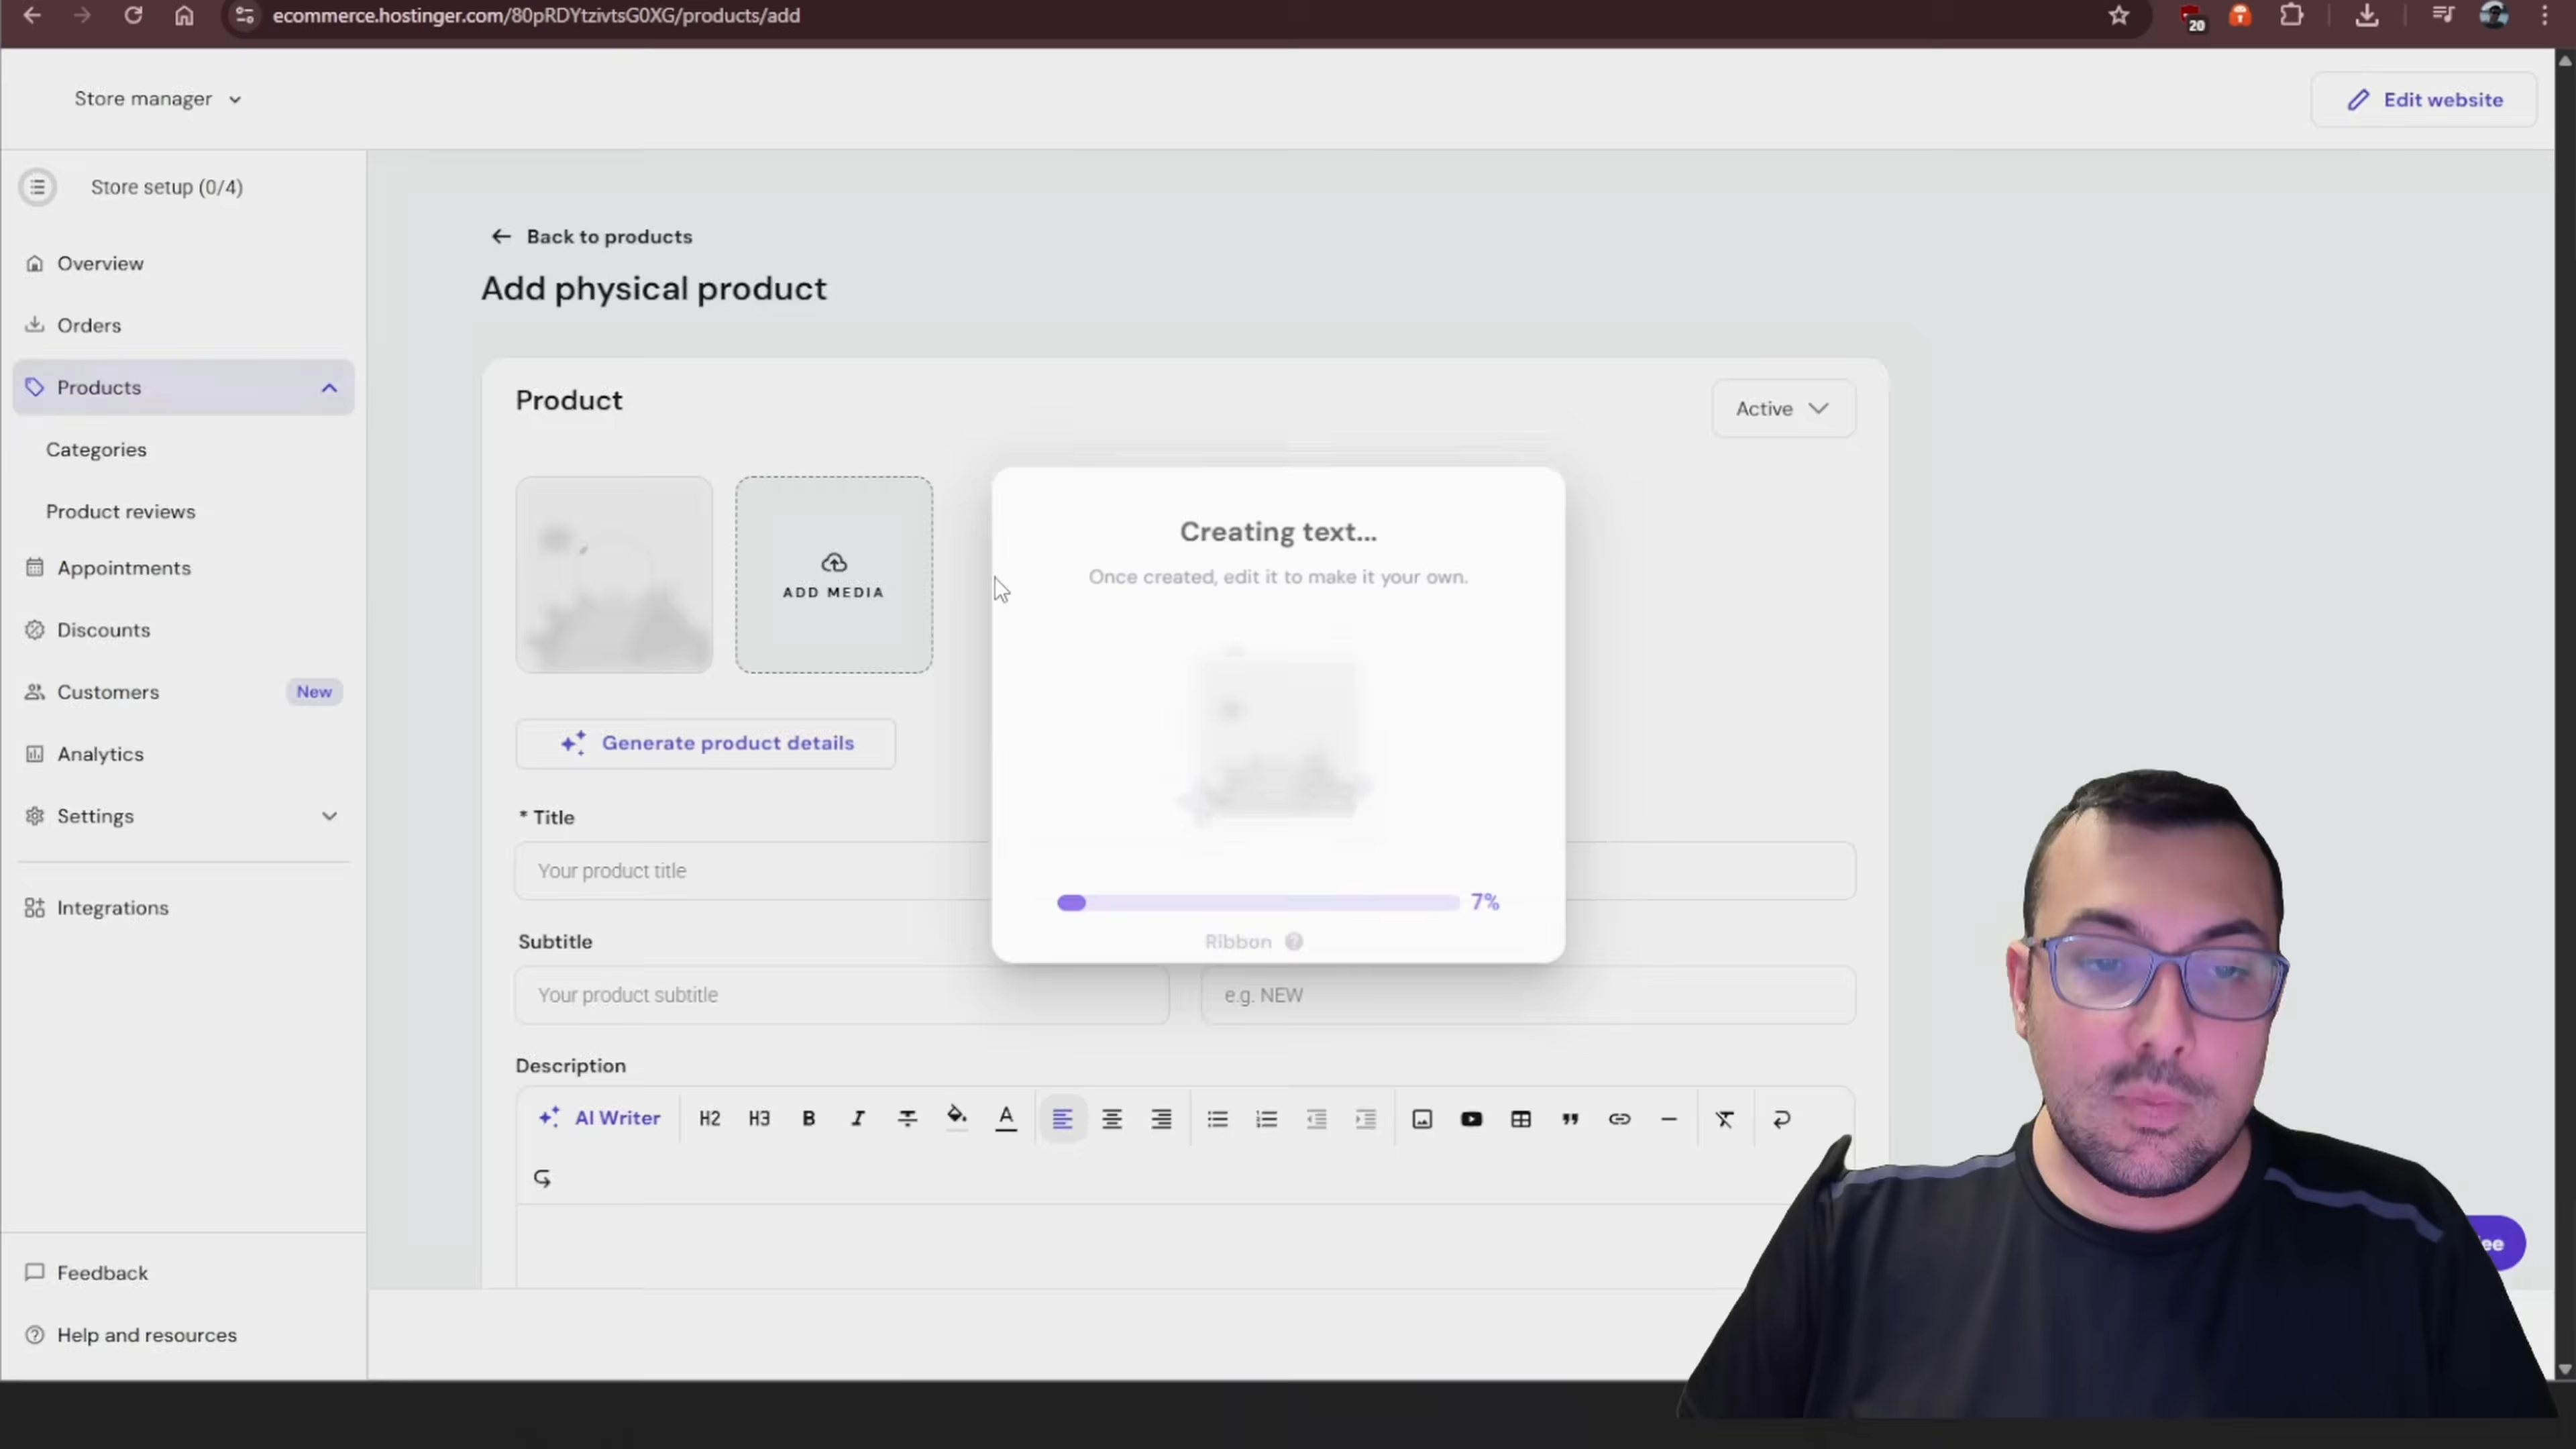 ecommerce.hostinger.com/80pRDYtzivtsG0XG/products/add
20
Store manager
Edit website
Store setup (0/4)
Overview
Orders
Products
Categories
Product reviews
Appointments
Discounts
Customers
New
Analytics
Settings
Integrations
Feedback
Help and resources
Back to products
Add physical product
Product
Active
ADD MEDIA
Generate product details
* Title
Your product title
Subtitle
Your product subtitle
Creating text...
Once created, edit it to make it your own.
7%
Ribbon
e.g. NEW
Description
AI Writer
H2 H3 B I A